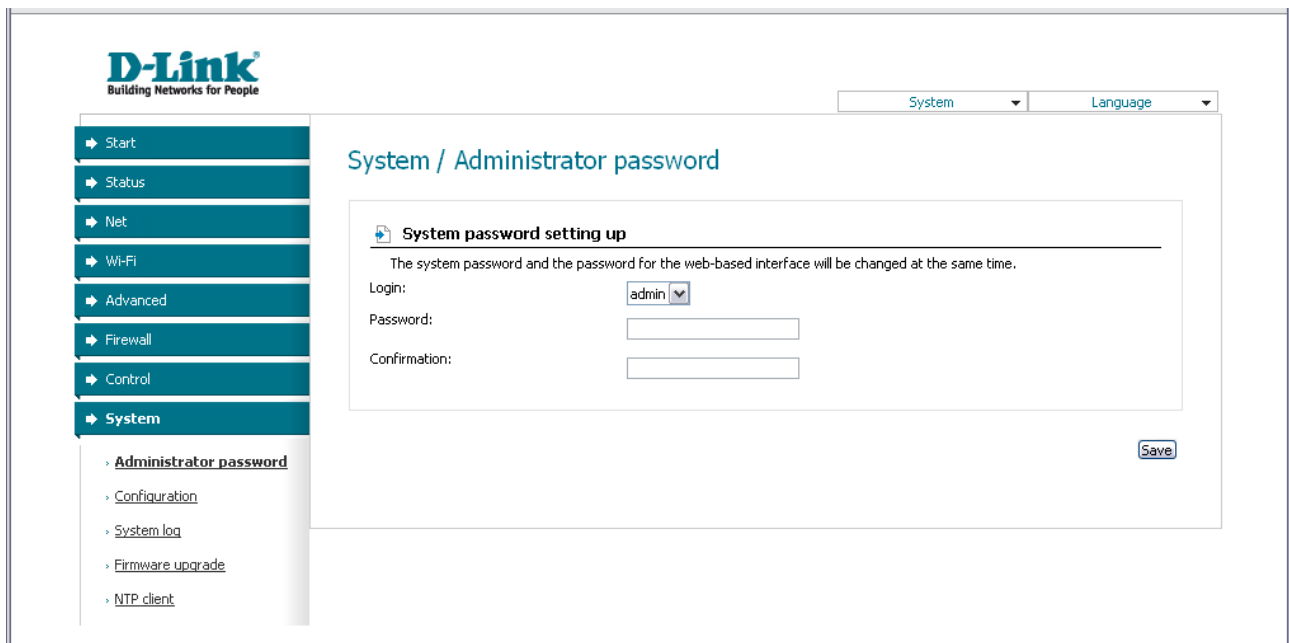 D-Link
Building Networks for People
System
Language
Start
Status
Net
Wi-Fi
Advanced
Firewall
Control
System
Administrator password
Configuration
System log
Firmware upgrade
NTP client
System / Administrator password
System password setting up
The system password and the password for the web-based interface will be changed at the same time.
Login:
admin
Password:
Confirmation:
Save